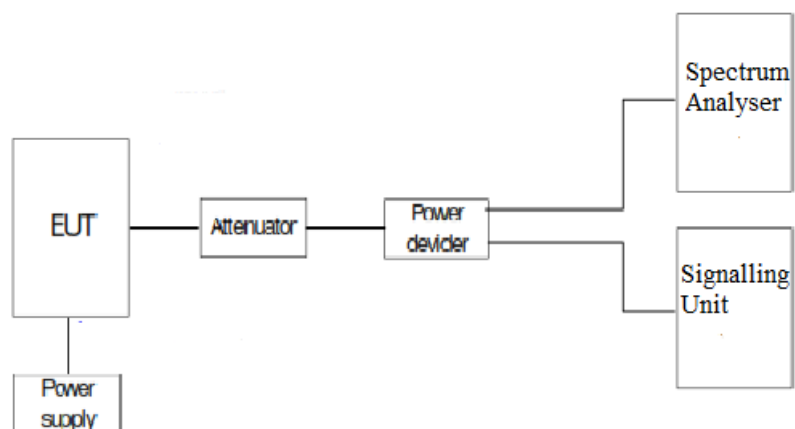 Spectrum
Analyser
EUT
Attenuator
Power
devider
Signalling
Unit
Power
supply